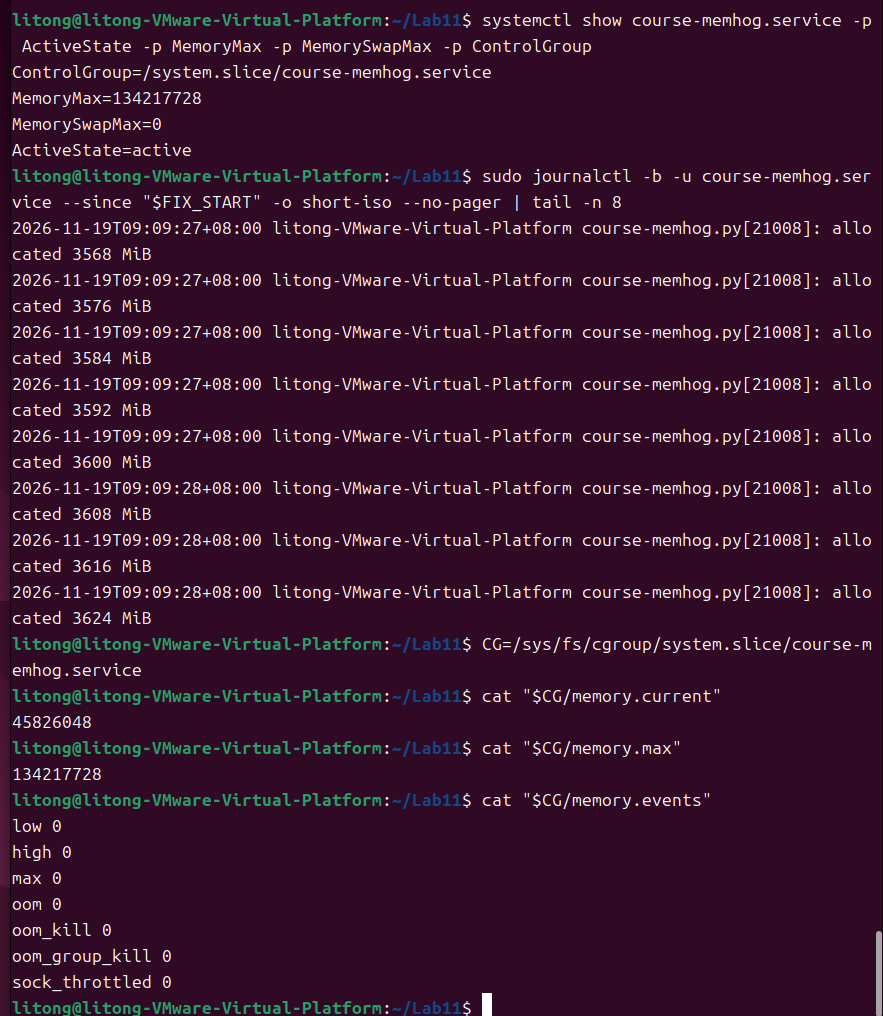 litong@litong-VMware-Virtual-Platform:~/Lab11$ systemctl show course-memhog.service -p
 ActiveState -p MemoryMax -p MemorySwapMax -p ControlGroup
ControlGroup=/system.slice/course-memhog.service
MemoryMax=134217728
MemorySwapMax=0
ActiveState=active
litong@litong-VMware-Virtual-Platform:~/Lab11$ sudo journalctl -b -u course-memhog.ser
vice --since "$FIX_START" -o short-iso --no-pager | tail -n 8
2026-11-19T09:09:27+08:00 litong-VMware-Virtual-Platform course-memhog.py[21008]: allo
cated 3568 MiB
2026-11-19T09:09:27+08:00 litong-VMware-Virtual-Platform course-memhog.py[21008]: allo
cated 3576 MiB
2026-11-19T09:09:27+08:00 litong-VMware-Virtual-Platform course-memhog.py[21008]: allo
cated 3584 MiB
2026-11-19T09:09:27+08:00 litong-VMware-Virtual-Platform course-memhog.py[21008]: allo
cated 3592 MiB
2026-11-19T09:09:27+08:00 litong-VMware-Virtual-Platform course-memhog.py[21008]: allo
cated 3600 MiB
2026-11-19T09:09:28+08:00 litong-VMware-Virtual-Platform course-memhog.py[21008]: allo
cated 3608 MiB
2026-11-19T09:09:28+08:00 litong-VMware-Virtual-Platform course-memhog.py[21008]: allo
cated 3616 MiB
2026-11-19T09:09:28+08:00 litong-VMware-Virtual-Platform course-memhog.py[21008]: allo
cated 3624 MiB
litong@litong-VMware-Virtual-Platform:~/Lab11$ CG=/sys/fs/cgroup/system.slice/course-m
emhog.service
litong@litong-VMware-Virtual-Platform:~/Lab11$ cat "$CG/memory.current"
45826048
litong@litong-VMware-Virtual-Platform:~/Lab11$ cat "$CG/memory.max"
134217728
litong@litong-VMware-Virtual-Platform:~/Lab11$ cat "$CG/memory.events"
low 0
high 0
max 0
oom 0
oom_kill 0
oom_group_kill 0
sock_throttled 0
litong@litong-VMware-Virtual-Platform:~/Lab11$